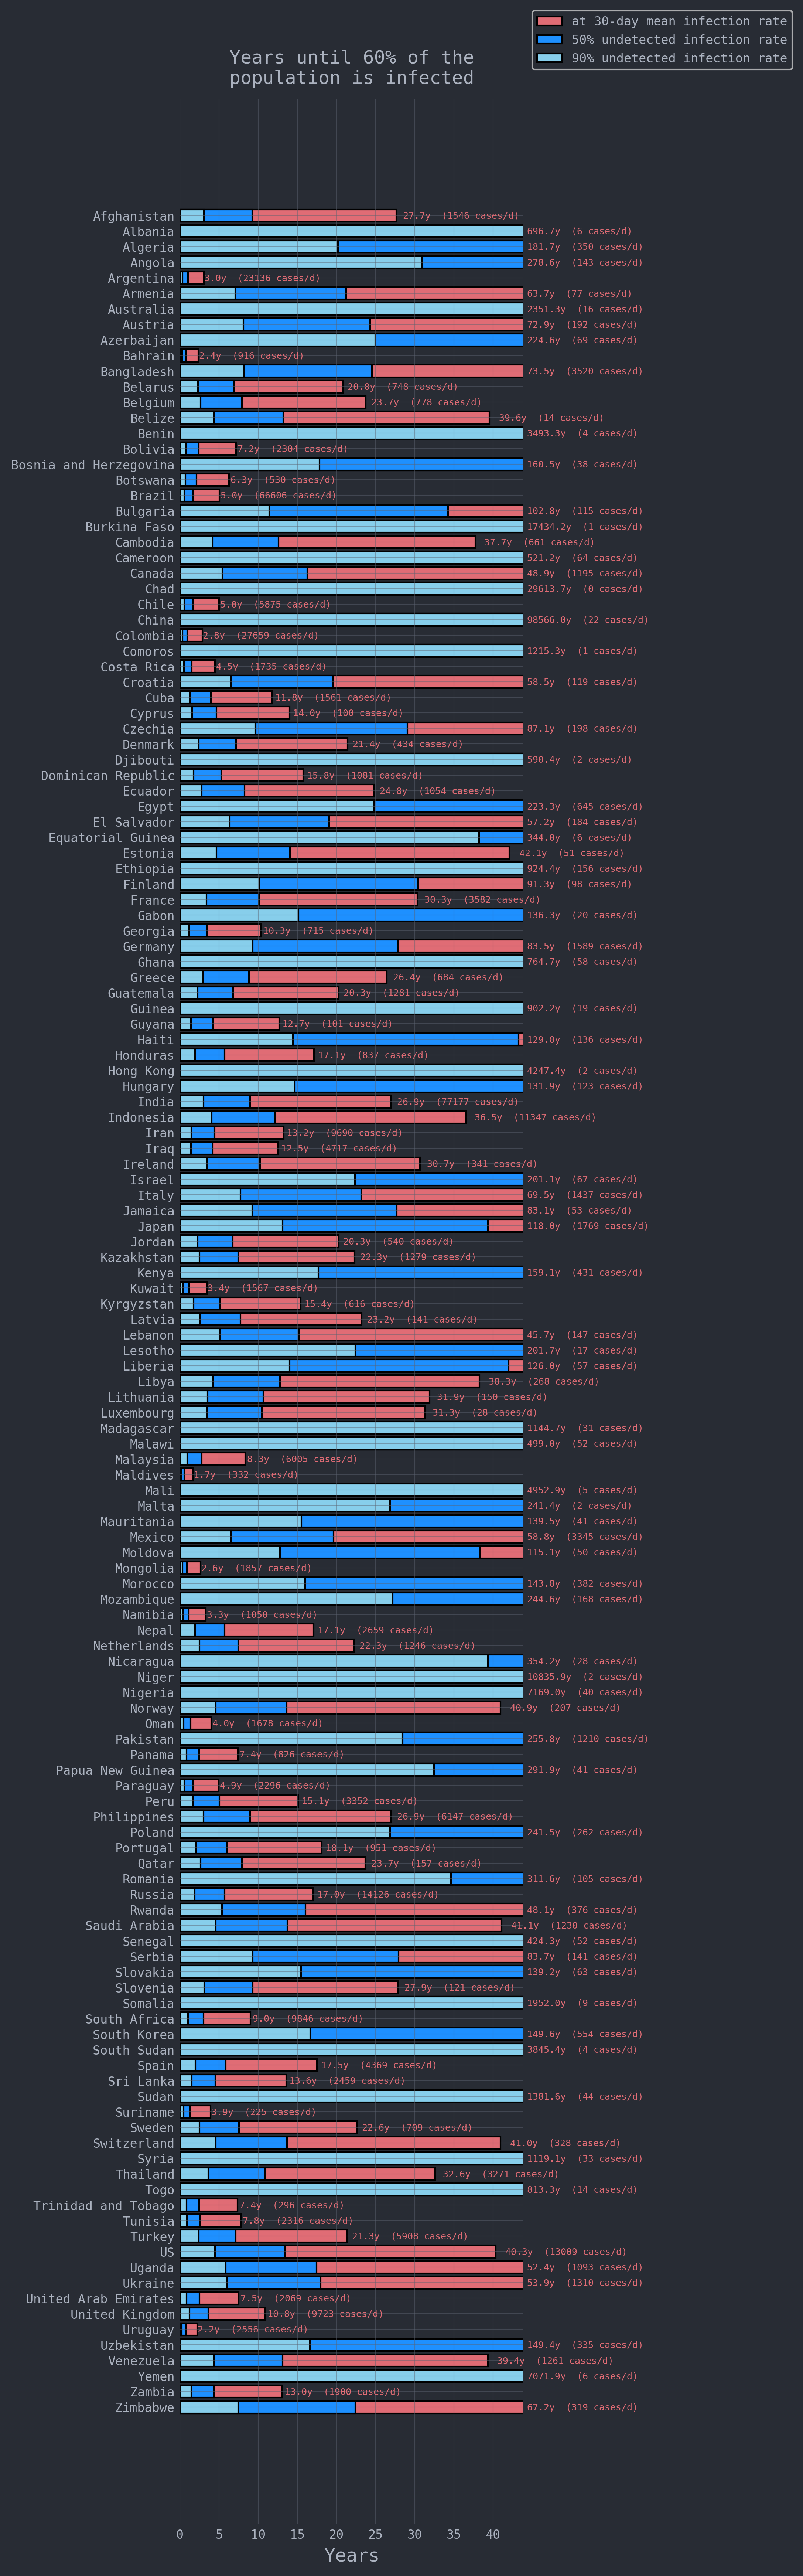 at 30-day mean infection rate
50% undetected infection rate
90% undetected infection rate
Years until 60% of the
population is infected
Afghanistan 27.7y (1546 cases/d)
Albania 696.7y (6 cases/d)
Algeria 181.7y (350 cases/d)
Angola 278.6y (143 cases/d)
Argentina 3.0y (23136 cases/d)
Armenia 63.7y (77 cases/d)
Australia 2351.3y (16 cases/d)
Austria 72.9y (192 cases/d)
Azerbaijan 224.6y (69 cases/d)
Bahrain 2.4y (916 cases/d)
Bangladesh 73.5y (3520 cases/d)
Belarus 20.8y (748 cases/d)
Belgium 23.7y (778 cases/d)
Belize 39.6y (14 cases/d)
Benin 3493.3y (4 cases/d)
Bolivia 7.2y (2304 cases/d)
Bosnia and Herzegovina 160.5y (38 cases/d)
Botswana 6.3y (530 cases/d)
Brazil 5.0y (66606 cases/d)
Bulgaria 102.8y (115 cases/d)
Burkina Faso 17434.2y (1 cases/d)
Cambodia 37.7y (661 cases/d)
Cameroon 521.2y (64 cases/d)
Canada 48.9y (1195 cases/d)
Chad 29613.7y (0 cases/d)
Chile 5.0y (5875 cases/d)
China 98566.0y (22 cases/d)
Colombia 2.8y (27659 cases/d)
Comoros 1215.3y (1 cases/d)
Costa Rica 4.5y (1735 cases/d)
Croatia 58.5y (119 cases/d)
Cuba 11.8y (1561 cases/d)
Cyprus 14.0y (100 cases/d)
Czechia 87.1y (198 cases/d)
Denmark 21.4y (434 cases/d)
Djibouti 590.4y (2 cases/d)
Dominican Republic 15.8y (1081 cases/d)
Ecuador 24.8y (1054 cases/d)
Egypt 223.3y (645 cases/d)
El Salvador 57.2y (184 cases/d)
Equatorial Guinea 344.0y (6 cases/d)
Estonia 42.1y (51 cases/d)
Ethiopia 924.4y (156 cases/d)
Finland 91.3y (98 cases/d)
France 30.3y (3582 cases/d)
Gabon 136.3y (20 cases/d)
Georgia 10.3y (715 cases/d)
Germany 83.5y (1589 cases/d)
Ghana 764.7y (58 cases/d)
Greece 26.4y (684 cases/d)
Guatemala 20.3y (1281 cases/d)
Guinea 902.2y (19 cases/d)
Guyana 12.7y (101 cases/d)
Haiti 129.8y (136 cases/d)
Honduras 17.1y (837 cases/d)
Hong Kong 4247.4y (2 cases/d)
Hungary 131.9y (123 cases/d)
India 26.9y (77177 cases/d)
Indonesia 36.5y (11347 cases/d)
Iran 13.2y (9690 cases/d)
Iraq 12.5y (4717 cases/d)
Ireland 30.7y (341 cases/d)
Israel 201.1y (67 cases/d)
Italy 69.5y (1437 cases/d)
Jamaica 83.1y (53 cases/d)
Japan 118.0y (1769 cases/d)
Jordan 20.3y (540 cases/d)
Kazakhstan 22.3y (1279 cases/d)
Kenya 159.1y (431 cases/d)
Kuwait 3.4y (1567 cases/d)
Kyrgyzstan 15.4y (616 cases/d)
Latvia 23.2y (141 cases/d)
Lebanon 45.7y (147 cases/d)
Lesotho 201.7y (17 cases/d)
Liberia 126.0y (57 cases/d)
Libya 38.3y (268 cases/d)
Lithuania 31.9y (150 cases/d)
Luxembourg 31.3y (28 cases/d)
Madagascar 1144.7y (31 cases/d)
Malawi 499.0y (52 cases/d)
Malaysia 8.3y (6005 cases/d)
Maldives 1.7y (332 cases/d)
Mali 4952.9y (5 cases/d)
Malta 241.4y (2 cases/d)
Mauritania 139.5y (41 cases/d)
Mexico 58.8y (3345 cases/d)
Moldova 115.1y (50 cases/d)
Mongolia 2.6y (1857 cases/d)
Morocco 143.8y (382 cases/d)
Mozambique 244.6y (168 cases/d)
Namibia 3.3y (1050 cases/d)
Nepal 17.1y (2659 cases/d)
Netherlands 22.3y (1246 cases/d)
Nicaragua 354.2y (28 cases/d)
Niger 10835.9y (2 cases/d)
Nigeria 7169.0y (40 cases/d)
Norway 40.9y (207 cases/d)
Oman 4.0y (1678 cases/d)
Pakistan 255.8y (1210 cases/d)
Panama 7.4y (826 cases/d)
Papua New Guinea 291.9y (41 cases/d)
Paraguay 4.9y (2296 cases/d)
Peru 15.1y (3352 cases/d)
Philippines 26.9y (6147 cases/d)
Poland 241.5y (262 cases/d)
Portugal 18.1y (951 cases/d)
Qatar 23.7y (157 cases/d)
Romania 311.6y (105 cases/d)
Russia 17.0y (14126 cases/d)
Rwanda 48.1y (376 cases/d)
Saudi Arabia 41.1y (1230 cases/d)
Senegal 424.3y (52 cases/d)
Serbia 83.7y (141 cases/d)
Slovakia 139.2y (63 cases/d)
Slovenia 27.9y (121 cases/d)
Somalia 1952.0y (9 cases/d)
South Africa 9.0y (9846 cases/d)
South Korea 149.6y (554 cases/d)
South Sudan 3845.4y (4 cases/d)
Spain 17.5y (4369 cases/d)
Sri Lanka 13.6y (2459 cases/d)
Sudan 1381.6y (44 cases/d)
Suriname 3.9y (225 cases/d)
Sweden 22.6y (709 cases/d)
Switzerland 41.0y (328 cases/d)
Syria 1119.1y (33 cases/d)
Thailand 32.6y (3271 cases/d)
Togo 813.3y (14 cases/d)
Trinidad and Tobago 7.4y (296 cases/d)
Tunisia 7.8y (2316 cases/d)
Turkey 21.3y (5908 cases/d)
US 40.3y (13009 cases/d)
Uganda 52.4y (1093 cases/d)
Ukraine 53.9y (1310 cases/d)
United Arab Emirates 7.5y (2069 cases/d)
United Kingdom 10.8y (9723 cases/d)
Uruguay 2.2y (2556 cases/d)
Uzbekistan 149.4y (335 cases/d)
Venezuela 39.4y (1261 cases/d)
Yemen 7071.9y (6 cases/d)
Zambia 13.0y (1900 cases/d)
Zimbabwe 67.2y (319 cases/d)
0 5 10 15 20 25 30 35 40
Years